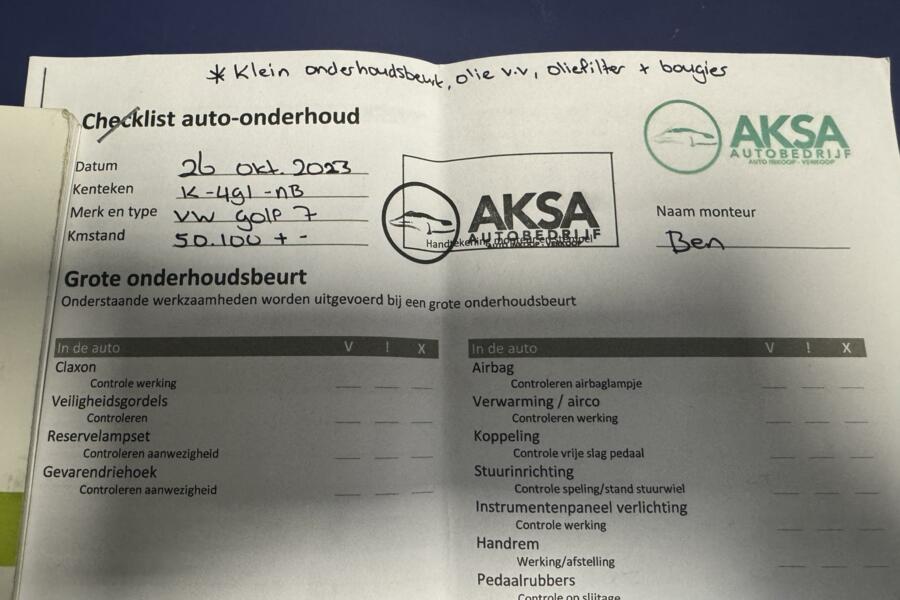 * Klein onderhoudsbeurt, olie v.v, oliefilter + bougies
Checklist auto-onderhoud
AKSA
AUTOBEDRIJF
AUTO INKOOP - VERKOOP
Datum 26 okt. 2023
Kenteken K-491-nB
Merk en type VW golf 7
Kmstand 50.100 + -
AKSA
AUTOBEDRIJF
Naam monteur
Ben
Grote onderhoudsbeurt
Onderstaande werkzaamheden worden uitgevoerd bij een grote onderhoudsbeurt
In de auto V ! X
Claxon
Controle werking
Veiligheidsgordels
Controleren
Reservelampset
Controleren aanwezigheid
Gevarendriehoek
Controleren aanwezigheid
In de auto V ! X
Airbag
Controleren airbaglampje
Verwarming / airco
Controleren werking
Koppeling
Controle vrije slag pedaal
Stuurinrichting
Controle speling/stand stuurwiel
Instrumentenpaneel verlichting
Controle werking
Handrem
Werking/afstelling
Pedaalrubbers
Controle op slijtage